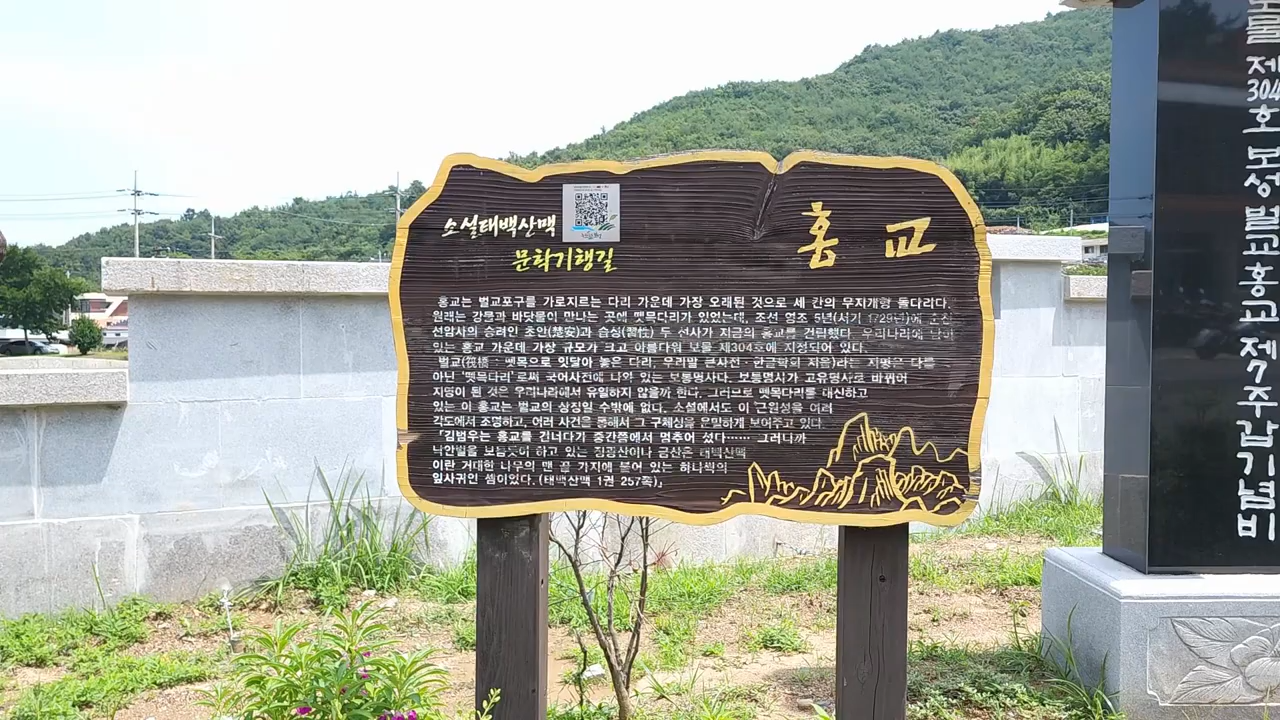 소설태백산맥
문학기행길
홍교
홍교는 벌교포구를 가로지르는 다리 가운데 가장 오래된 것으로 세 칸의 무지개형 돌다리다.
원래는 강물과 바닷물이 만나는 곳에 뗏목다리가 있었는데, 조선 영조 5년(서기 1729년)에 순천
선암사의 승려인 초안(楚安)과 습성(習性) 두 선사가 지금의 홍교를 건립했다. 우리나라에 남아
있는 홍교 가운데 가장 규모가 크고 아름다워 보물 제304호에 지정되어 있다.
벌교(筏橋 - 뗏목으로 잇달아 놓은 다리, 우리말 큰사전 - 한글학회 지음)라는 지명은 다름
아닌 '뗏목다리'로써 국어사전에 나와 있는 보통명사다. 보통명사가 고유명사로 바뀌어
지명이 된 것은 우리나라에서 유일하지 않을까 한다. 그러므로 뗏목다리를 대신하고
있는 이 홍교는 벌교의 상징일 수밖에 없다. 소설에서도 이 근원성을 여러
각도에서 조명하고, 여러 사건을 통해서 그 구체성을 은밀하게 보여주고 있다.
「김범우는 홍교를 건너다가 중간쯤에서 멈추어 섰다…… 그러니까
낙안벌을 보듬듯이 하고 있는 징광산이나 금산은 태백산맥
이란 거대한 나무의 맨 끝 가지에 붙어 있는 하나씩의
잎사귀인 셈이었다. (태백산맥 1권 257쪽)」
보물 제304호 보성벌교홍교 제7주갑기념비